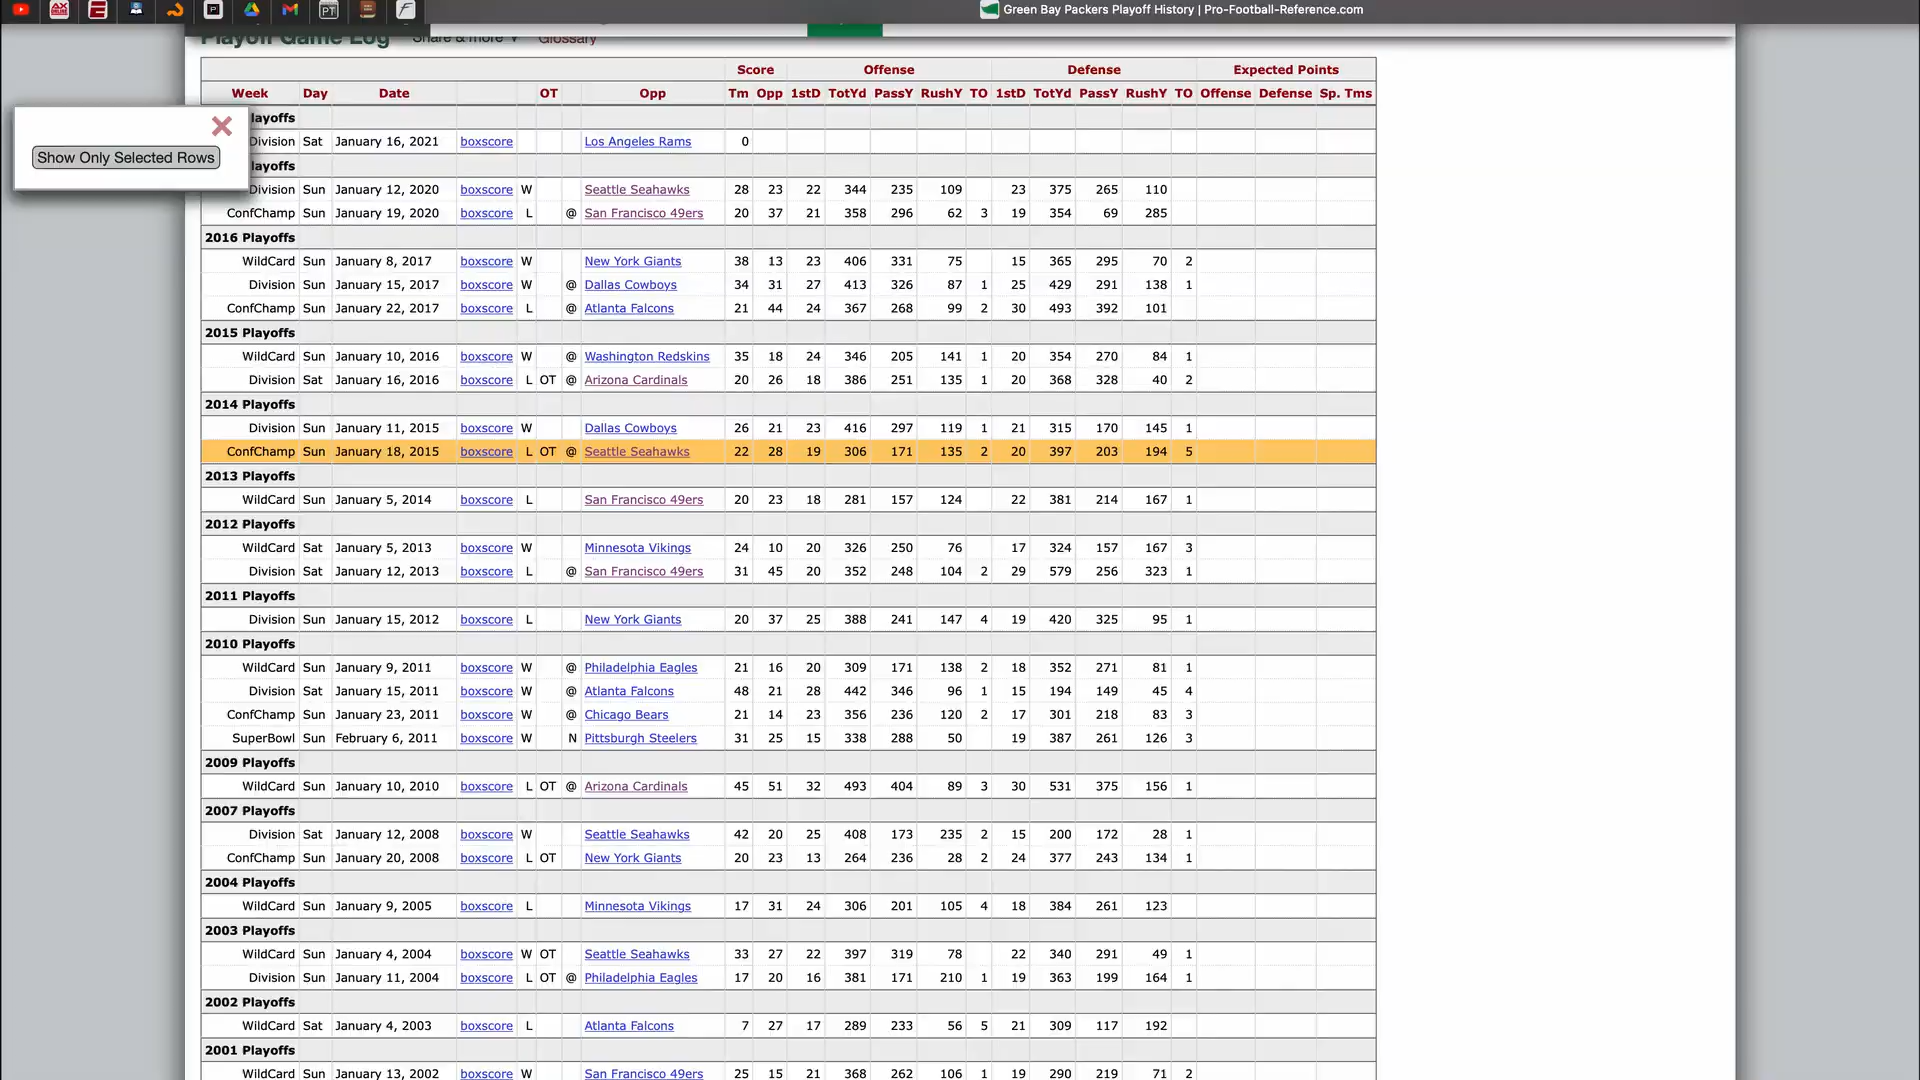 Green Bay Packers Playoff History | Pro-Football-Reference.com
Playoff Game Log Share & more Glossary
Score Offense Defense Expected Points
Week Day Date OT Opp Tm Opp 1stD TotYd PassY RushY TO 1stD TotYd PassY RushY TO Offense Defense Sp. Tms
layoffs
Show Only Selected Rows
Division Sat January 16, 2021 boxscore Los Angeles Rams 0
layoffs
Division Sun January 12, 2020 boxscore W Seattle Seahawks 28 23 22 344 235 109 23 375 265 110
ConfChamp Sun January 19, 2020 boxscore L @ San Francisco 49ers 20 37 21 358 296 62 3 19 354 69 285
2016 Playoffs
WildCard Sun January 8, 2017 boxscore W New York Giants 38 13 23 406 331 75 15 365 295 70 2
Division Sun January 15, 2017 boxscore W @ Dallas Cowboys 34 31 27 413 326 87 1 25 429 291 138 1
ConfChamp Sun January 22, 2017 boxscore L @ Atlanta Falcons 21 44 24 367 268 99 2 30 493 392 101
2015 Playoffs
WildCard Sun January 10, 2016 boxscore W @ Washington Redskins 35 18 24 346 205 141 1 20 354 270 84 1
Division Sat January 16, 2016 boxscore L OT @ Arizona Cardinals 20 26 18 386 251 135 1 20 368 328 40 2
2014 Playoffs
Division Sun January 11, 2015 boxscore W Dallas Cowboys 26 21 23 416 297 119 1 21 315 170 145 1
ConfChamp Sun January 18, 2015 boxscore L OT @ Seattle Seahawks 22 28 19 306 171 135 2 20 397 203 194 5
2013 Playoffs
WildCard Sun January 5, 2014 boxscore L San Francisco 49ers 20 23 18 281 157 124 22 381 214 167 1
2012 Playoffs
WildCard Sat January 5, 2013 boxscore W Minnesota Vikings 24 10 20 326 250 76 17 324 157 167 3
Division Sat January 12, 2013 boxscore L @ San Francisco 49ers 31 45 20 352 248 104 2 29 579 256 323 1
2011 Playoffs
Division Sun January 15, 2012 boxscore L New York Giants 20 37 25 388 241 147 4 19 420 325 95 1
2010 Playoffs
WildCard Sun January 9, 2011 boxscore W @ Philadelphia Eagles 21 16 20 309 171 138 2 18 352 271 81 1
Division Sat January 15, 2011 boxscore W @ Atlanta Falcons 48 21 28 442 346 96 1 15 194 149 45 4
ConfChamp Sun January 23, 2011 boxscore W @ Chicago Bears 21 14 23 356 236 120 2 17 301 218 83 3
SuperBowl Sun February 6, 2011 boxscore W N Pittsburgh Steelers 31 25 15 338 288 50 19 387 261 126 3
2009 Playoffs
WildCard Sun January 10, 2010 boxscore L OT @ Arizona Cardinals 45 51 32 493 404 89 3 30 531 375 156 1
2007 Playoffs
Division Sat January 12, 2008 boxscore W Seattle Seahawks 42 20 25 408 173 235 2 15 200 172 28 1
ConfChamp Sun January 20, 2008 boxscore L OT New York Giants 20 23 13 264 236 28 2 24 377 243 134 1
2004 Playoffs
WildCard Sun January 9, 2005 boxscore L Minnesota Vikings 17 31 24 306 201 105 4 18 384 261 123
2003 Playoffs
WildCard Sun January 4, 2004 boxscore W OT Seattle Seahawks 33 27 22 397 319 78 22 340 291 49 1
Division Sun January 11, 2004 boxscore L OT @ Philadelphia Eagles 17 20 16 381 171 210 1 19 363 199 164 1
2002 Playoffs
WildCard Sat January 4, 2003 boxscore L Atlanta Falcons 7 27 17 289 233 56 5 21 309 117 192
2001 Playoffs
WildCard Sun January 13, 2002 boxscore W San Francisco 49ers 25 15 21 368 262 106 1 19 290 219 71 2